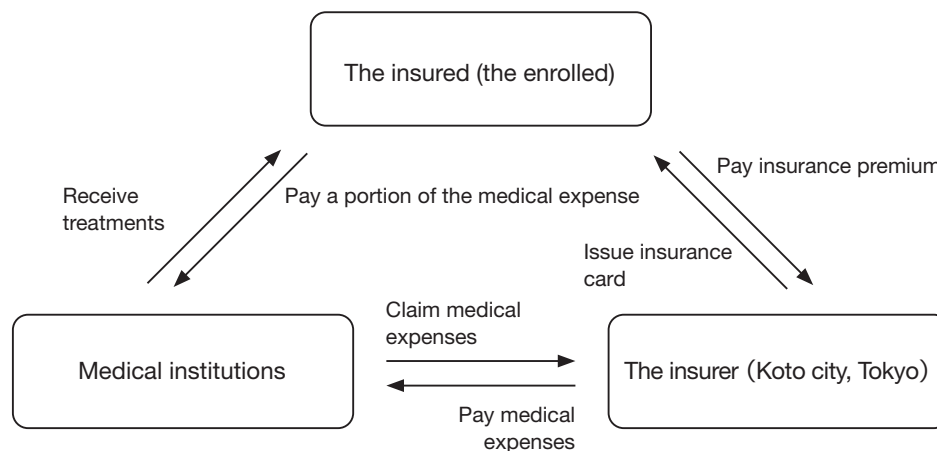 The insured (the enrolled)
Receive
treatments
Pay a portion of the medical expense
Pay insurance premium
Issue insurance
card
Claim medical
expenses
Medical institutions
The insurer (Koto city, Tokyo)
Pay medical
expenses